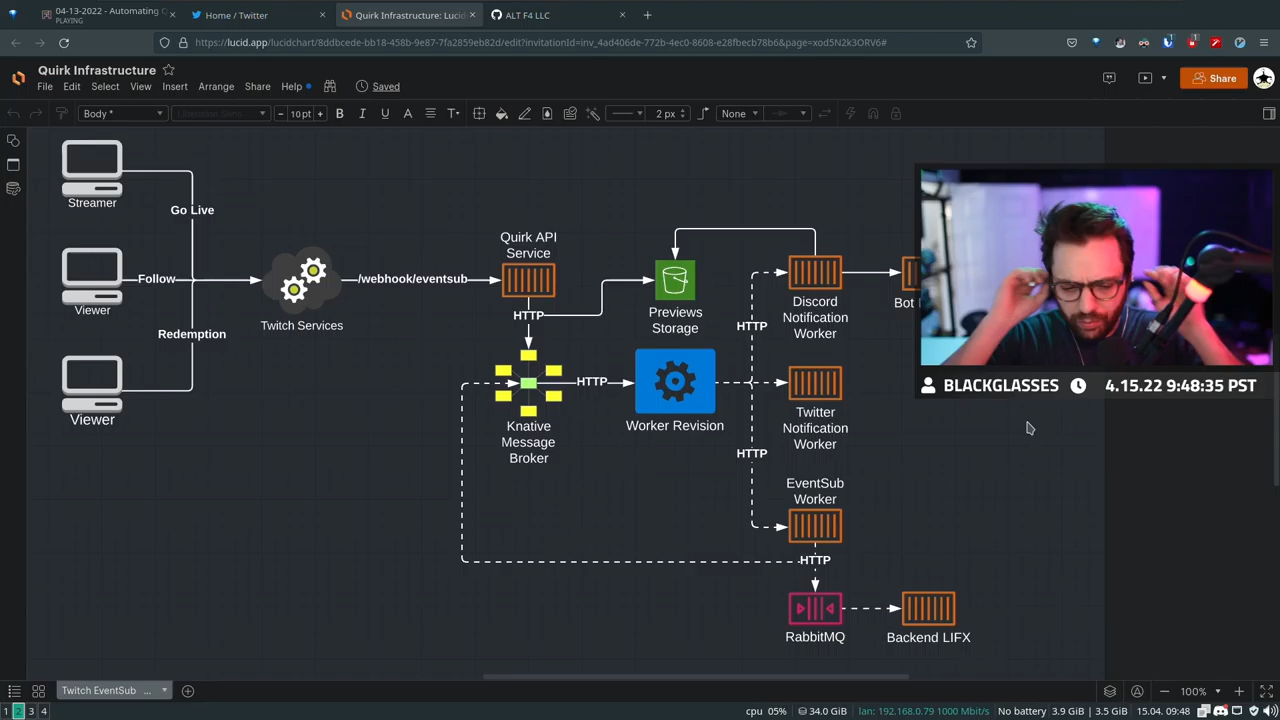 04-13-2022 - Automating
PLAYING
Home / Twitter
Quirk Infrastructure: Lucid
ALT F4 LLC
https://lucid.app/lucidchart/8ddbcede-bb18-458b-9e87-7fa2859eb82d/edit?invitationId=inv_4ad406de-772b-4ec0-8608-e28fbecb78b6&page=xod5N2k3ORV6#
Quirk Infrastructure
File Edit Select View Insert Arrange Share Help Saved
Share
Body * Liberation Sans 10 pt B I U A T 2 px None
Streamer
Go Live
Viewer
Follow
Redemption
Viewer
Twitch Services
/webhook/eventsub
Quirk API
Service
HTTP
Previews
Storage
Knative
Message
Broker
HTTP
Worker Revision
HTTP
HTTP
Discord
Notification
Worker
Bot
Twitter
Notification
Worker
EventSub
Worker
HTTP
RabbitMQ
Backend LIFX
BLACKGLASSES 4.15.22 9:48:35 PST
Twitch EventSub ...
100%
1 2 3 4
cpu 05% 34.0 GiB lan: 192.168.0.79 1000 Mbit/s No battery 3.9 GiB | 3.5 GiB 15.04. 09:48